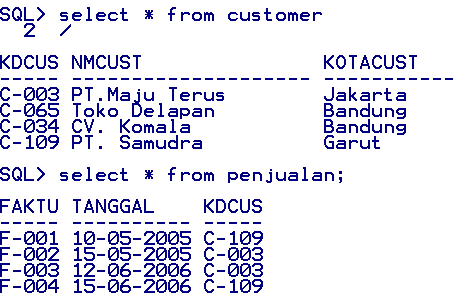 SQL> select * from customer
2 /
KDCUS NMCUST KOTACUST
----- -------------------- -----------
C-003 PT.Maju Terus Jakarta
C-065 Toko Delapan Bandung
C-034 CV. Komala Bandung
C-109 PT. Samudra Garut
SQL> select * from penjualan;
FAKTU TANGGAL KDCUS
----- ---------- -----
F-001 10-05-2005 C-109
F-002 15-05-2005 C-003
F-003 12-06-2006 C-003
F-004 15-06-2006 C-109